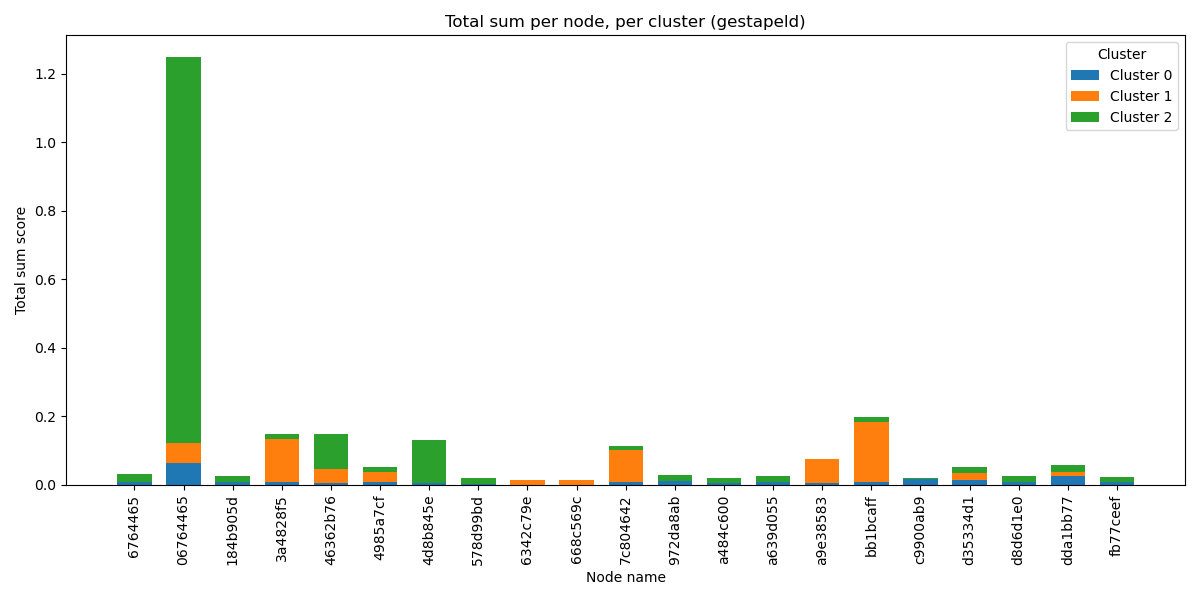 Total sum per node, per cluster (gestapeld)
Cluster
Cluster 0
Cluster 1
Cluster 2
Total sum score
1.2
1.0
0.8
0.6
0.4
0.2
0.0
6764465
06764465
184b905d
3a4828f5
46362b76
4985a7cf
4d8b845e
578d99bd
6342c79e
668c569c
7c804642
972da8ab
a484c600
a639d055
a9e38583
bb1bcaff
c9900ab9
d35334d1
d8d6d1e0
dda1bb77
fb77ceef
Node name